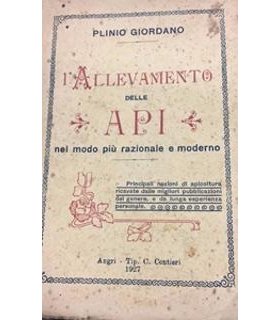 PLINIO GIORDANO
l'ALLEVAMENTO
DELLE
API
nel modo più razionale e moderno
Principali nozioni di apicoltura
ricavate dalle migliori pubblicazioni
del genere, e da lunga esperienza
personale.
Angri - Tip. C. Contieri
1927